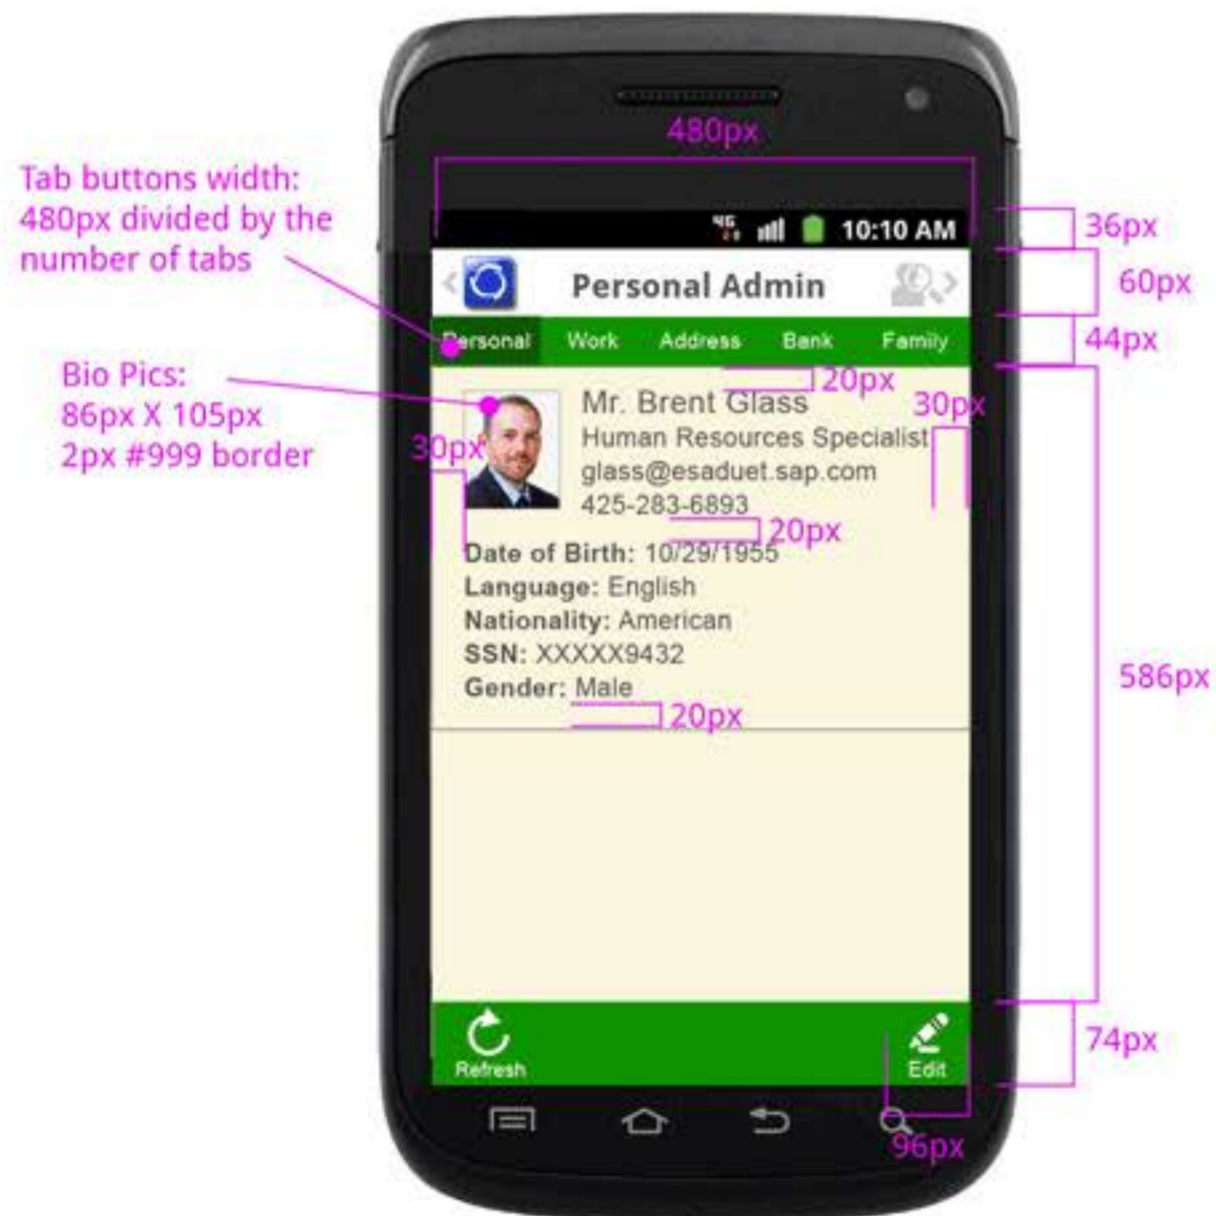 480px
Tab buttons width:
480px divided by the
number of tabs
4G
10:10 AM
36px
Personal Admin
60px
Personal
Work
Address
Bank
Family
44px
Bio Pics:
86px X 105px
2px #999 border
20px
Mr. Brent Glass
30px
Human Resources Specialist
30px
glass@esaduet.sap.com
425-283-6893
20px
Date of Birth: 10/29/1955
Language: English
Nationality: American
SSN: XXXXX9432
Gender: Male
586px
20px
Refresh
Edit
74px
96px